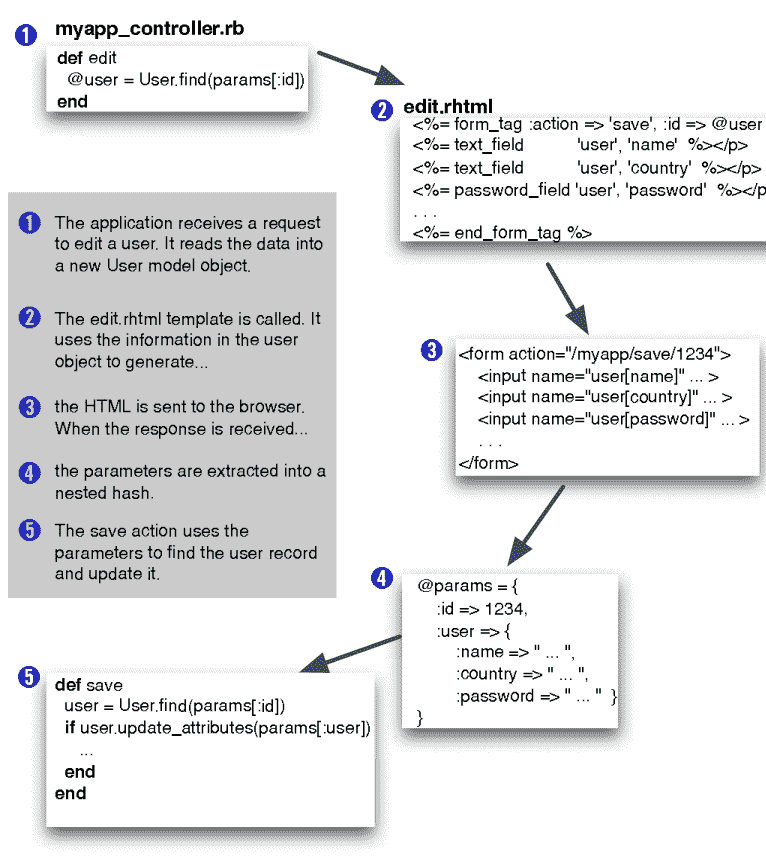 1 myapp_controller.rb
def edit
@user = User.find(params[:id])
end
2 edit.rhtml
<%= form_tag :action => 'save', :id => @user
<%= text_field 'user', 'name' %></p>
<%= text_field 'user', 'country' %></p>
<%= password_field 'user', 'password' %></p
. . .
<%= end_form_tag %>
1 The application receives a request
to edit a user. It reads the data into
a new User model object.
2 The edit.rhtml template is called. It
uses the information in the user
object to generate...
3 the HTML is sent to the browser.
When the response is received...
4 the parameters are extracted into a
nested hash.
5 The save action uses the
parameters to find the user record
and update it.
3 <form action="/myapp/save/1234">
<input name="user[name]" ... >
<input name="user[country]" ... >
<input name="user[password]" ... >
. . .
</form>
4 @params = {
:id => 1234,
:user => {
:name => " ... ",
:country => " ... ",
:password => " ... " }
}
5 def save
user = User.find(params[:id])
if user.update_attributes(params[:user])
...
end
end